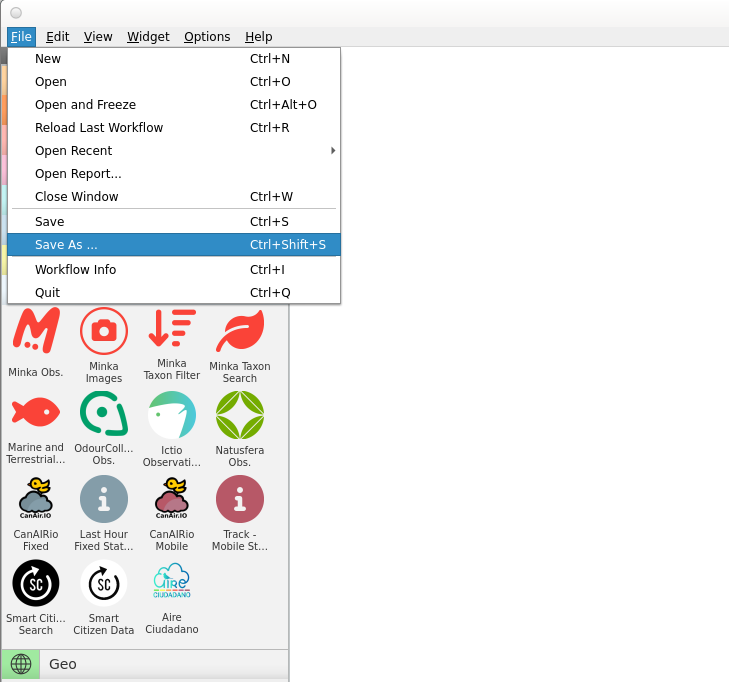 File Edit View Widget Options Help
New Ctrl+N
Open Ctrl+O
Open and Freeze Ctrl+Alt+O
Reload Last Workflow Ctrl+R
Open Recent
Open Report...
Close Window Ctrl+W
Save Ctrl+S
Save As ... Ctrl+Shift+S
Workflow Info Ctrl+I
Quit Ctrl+Q
Minka Obs.
Minka
Images
Minka
Taxon Filter
Minka Taxon
Search
Marine and
Terrestrial...
OdourColl...
Obs.
Ictio
Observati...
Natusfera
Obs.
CanAir.IO
CanAIRio
Fixed
Last Hour
Fixed Stat...
CanAir.IO
CanAIRio
Mobile
Track -
Mobile St...
SC
Smart Citi...
Search
SC
Smart
Citizen Data
aire
CIUDADANO
Aire
Ciudadano
Geo